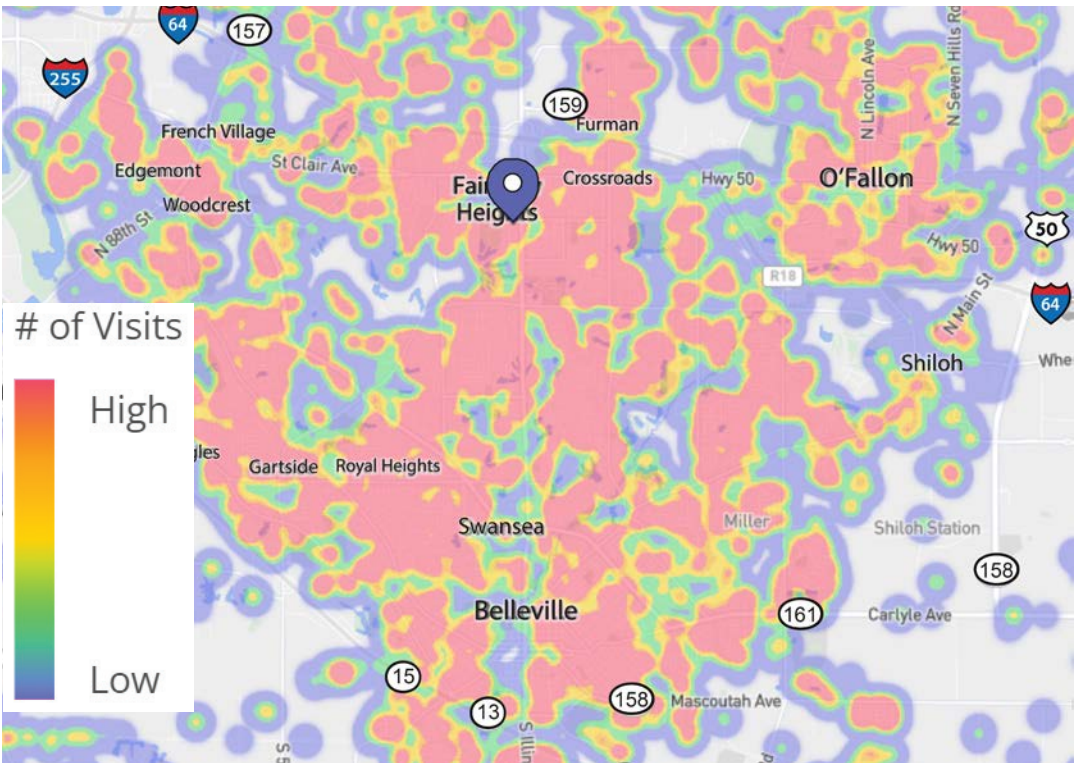 64
157
255
159
Furman
N Lincoln Ave
N Seven Hills Rd
French Village
Edgemont
St Clair Ave
Crossroads
Hwy 50
O'Fallon
Heights
Woodcrest
N 88th St
50
Hwy 50
R18
64
N Main St
# of Visits
High
Low
Shiloh
Gartside
Royal Heights
Swansea
Miller
Shiloh Station
158
Belleville
161
Carlyle Ave
15
13
158
Mascoutah Ave